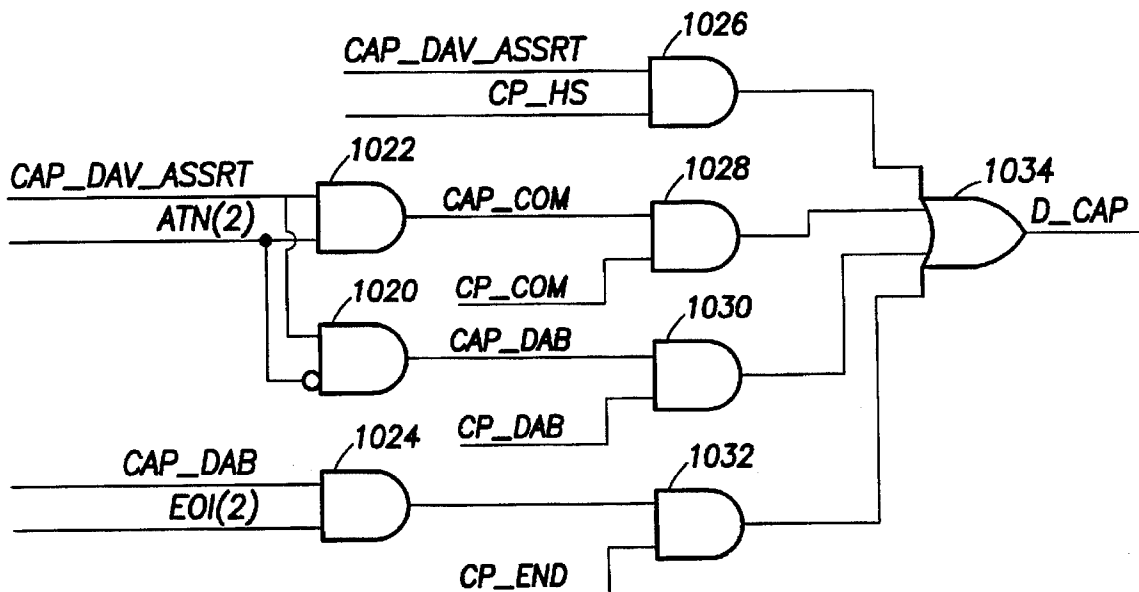 1026
CAP_DAV_ASSRT
CP_HS
1022
CAP_DAV_ASSRT
ATN(2)
CAP_COM
1028
1034
D_CAP
CP_COM
1020
CAP_DAB
1030
CP_DAB
1024
CAP_DAB
EOI(2)
1032
CP_END